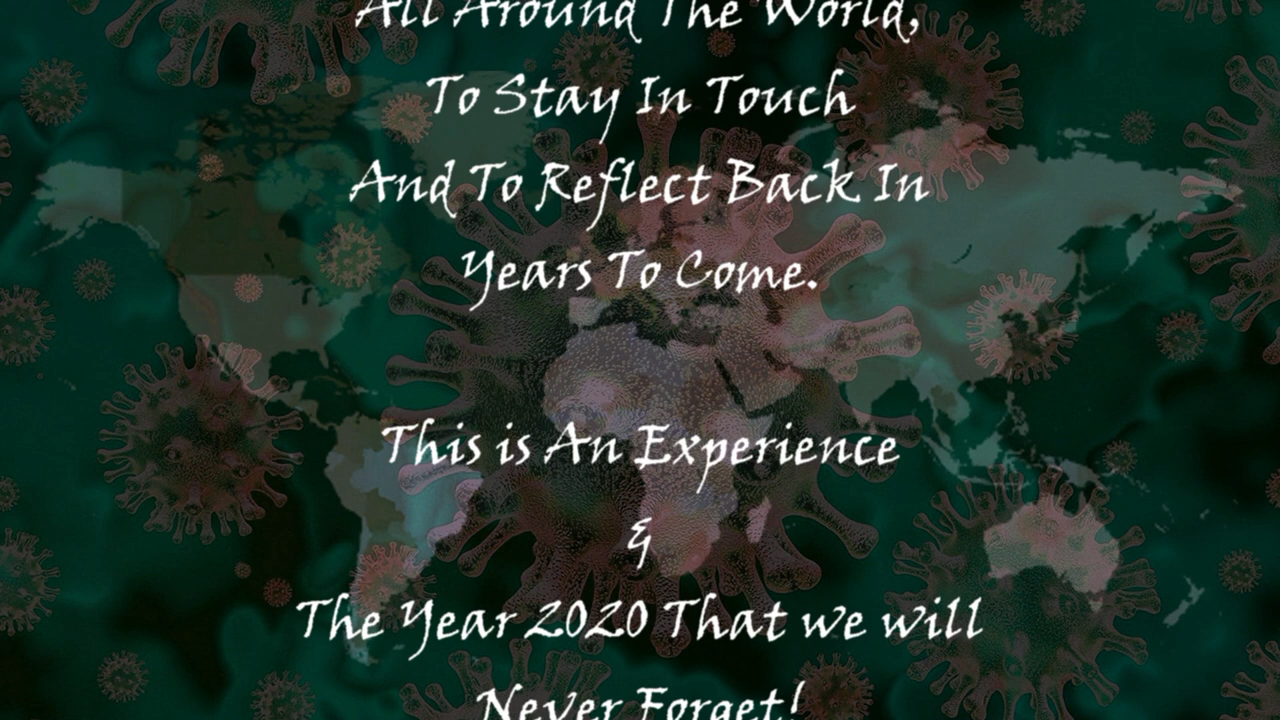 All Around The World,
To Stay In Touch
And To Reflect Back In
Years To Come.
This is An Experience
&
The Year 2020 That we will
Never Forget!